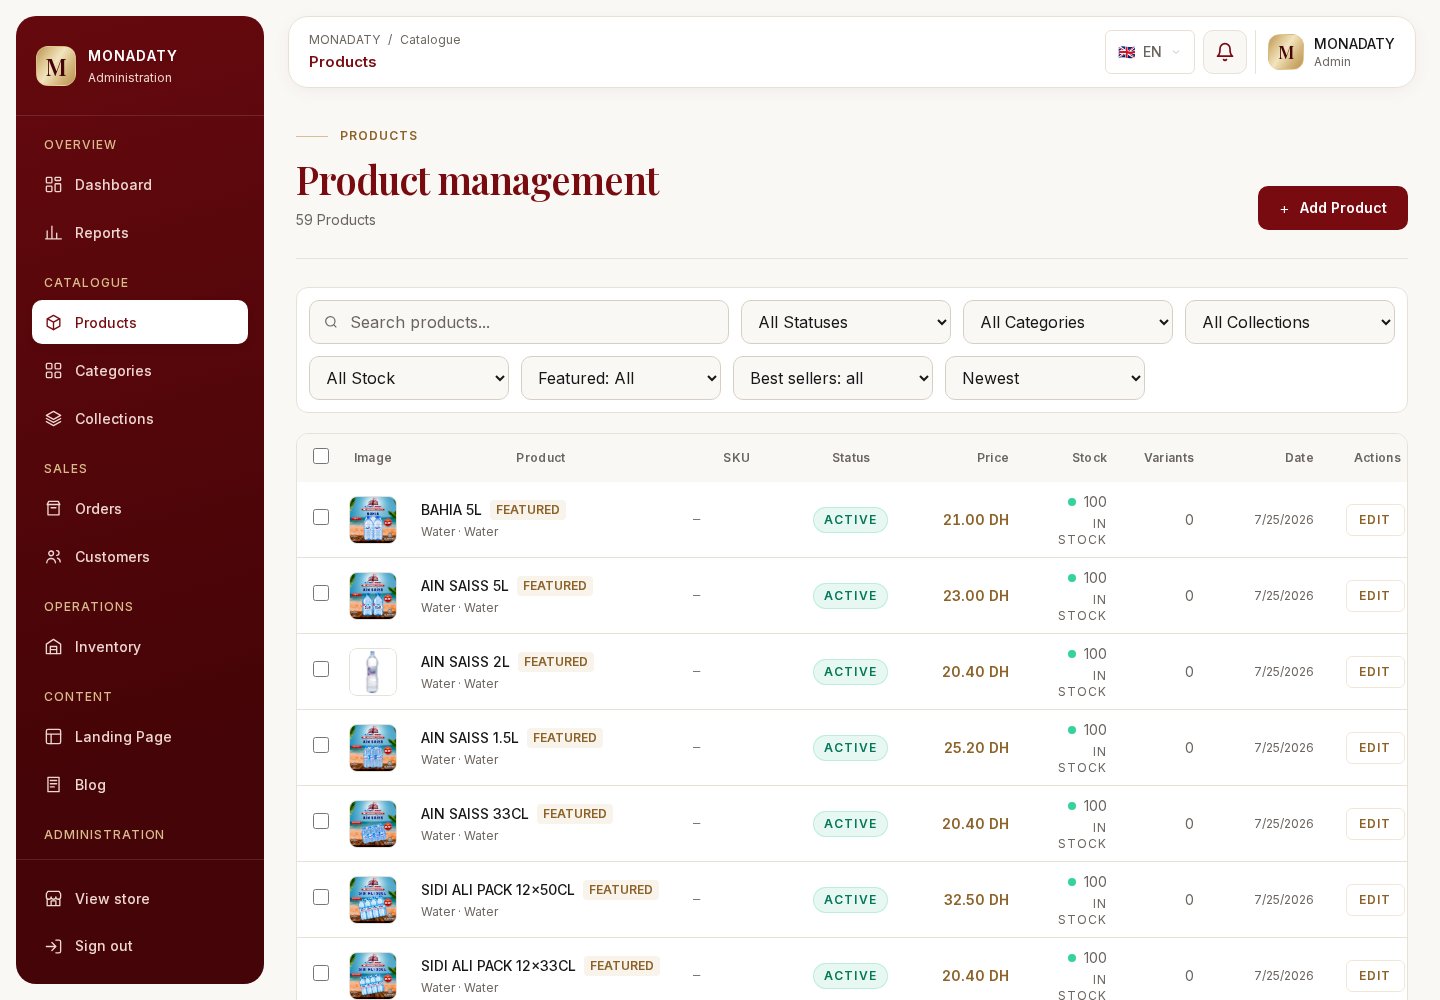 M
MONADATY
Administration
OVERVIEW
Dashboard
Reports
CATALOGUE
Products
Categories
Collections
SALES
Orders
Customers
OPERATIONS
Inventory
CONTENT
Landing Page
Blog
ADMINISTRATION
View store
Sign out
MONADATY / Catalogue
Products
EN
M
MONADATY
Admin
PRODUCTS
Product management
59 Products
+ Add Product
Search products...
All Statuses
All Categories
All Collections
All Stock
Featured: All
Best sellers: all
Newest
Image Product SKU Status Price Stock Variants Date Actions
BAHIA 5L FEATURED
Water · Water
–
ACTIVE
21.00 DH
100
IN
STOCK
0
7/25/2026
EDIT
AIN SAISS 5L FEATURED
Water · Water
–
ACTIVE
23.00 DH
100
IN
STOCK
0
7/25/2026
EDIT
AIN SAISS 2L FEATURED
Water · Water
–
ACTIVE
20.40 DH
100
IN
STOCK
0
7/25/2026
EDIT
AIN SAISS 1.5L FEATURED
Water · Water
–
ACTIVE
25.20 DH
100
IN
STOCK
0
7/25/2026
EDIT
AIN SAISS 33CL FEATURED
Water · Water
–
ACTIVE
20.40 DH
100
IN
STOCK
0
7/25/2026
EDIT
SIDI ALI PACK 12×50CL FEATURED
Water · Water
–
ACTIVE
32.50 DH
100
IN
STOCK
0
7/25/2026
EDIT
SIDI ALI PACK 12×33CL FEATURED
Water · Water
–
ACTIVE
20.40 DH
100
IN
STOCK
0
7/25/2026
EDIT